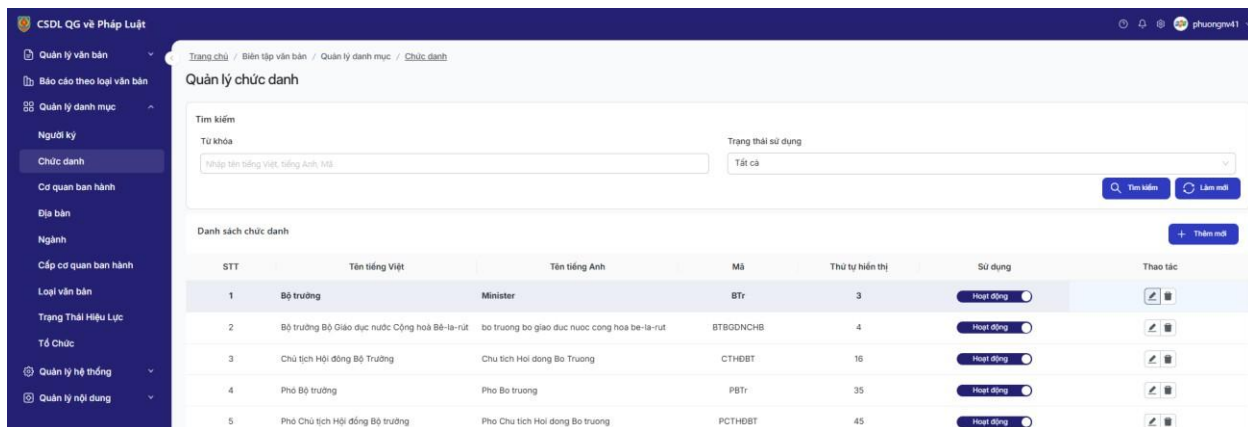 CSDL QG về Pháp Luật
phuongnv41
Quản lý văn bản
Báo cáo theo loại văn bản
Quản lý danh mục
Người ký
Chức danh
Cơ quan ban hành
Địa bàn
Ngành
Cấp cơ quan ban hành
Loại văn bản
Trạng Thái Hiệu Lực
Tổ Chức
Quản lý hệ thống
Quản lý nội dung
Trang chủ / Biên tập văn bản / Quản lý danh mục / Chức danh
Quản lý chức danh
Tìm kiếm
Từ khóa
Trạng thái sử dụng
Nhập tên tiếng Việt, tiếng Anh, Mã
Tất cả
Tìm kiếm
Làm mới
Danh sách chức danh
+ Thêm mới
STT Tên tiếng Việt Tên tiếng Anh Mã Thứ tự hiển thị Sử dụng Thao tác
1 Bộ trưởng Minister BTr 3 Hoạt động
2 Bộ trưởng Bộ Giáo dục nước Cộng hoà Bê-la-rút bo truong bo giao duc nuoc cong hoa be-la-rut BTBGDNCHB 4 Hoạt động
3 Chủ tịch Hội đồng Bộ Trưởng Chu tich Hoi dong Bo Truong CTHĐBT 16 Hoạt động
4 Phó Bộ trưởng Pho Bo truong PBTr 35 Hoạt động
5 Phó Chủ tịch Hội đồng Bộ trưởng Pho Chu tich Hoi dong Bo truong PCTHĐBT 45 Hoạt động